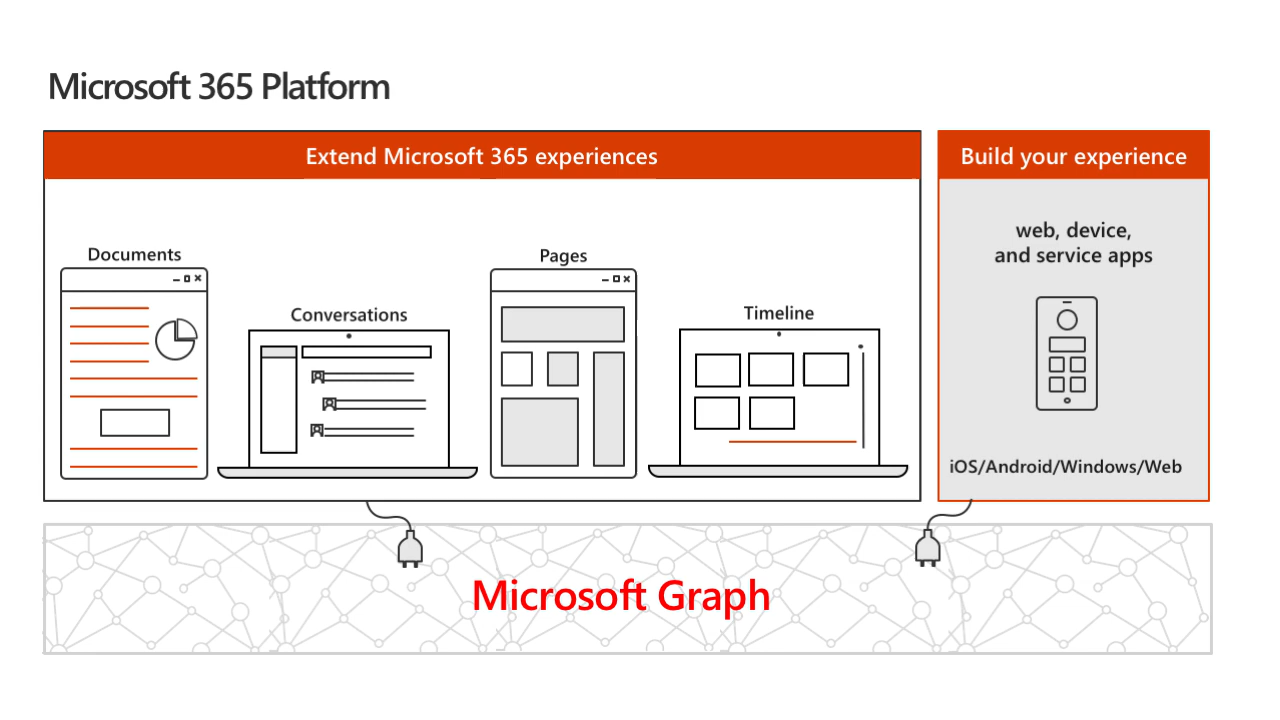 Microsoft 365 Platform
Extend Microsoft 365 experiences
Documents
Conversations
Pages
Timeline
Build your experience
web, device,
and service apps
iOS/Android/Windows/Web
Microsoft Graph